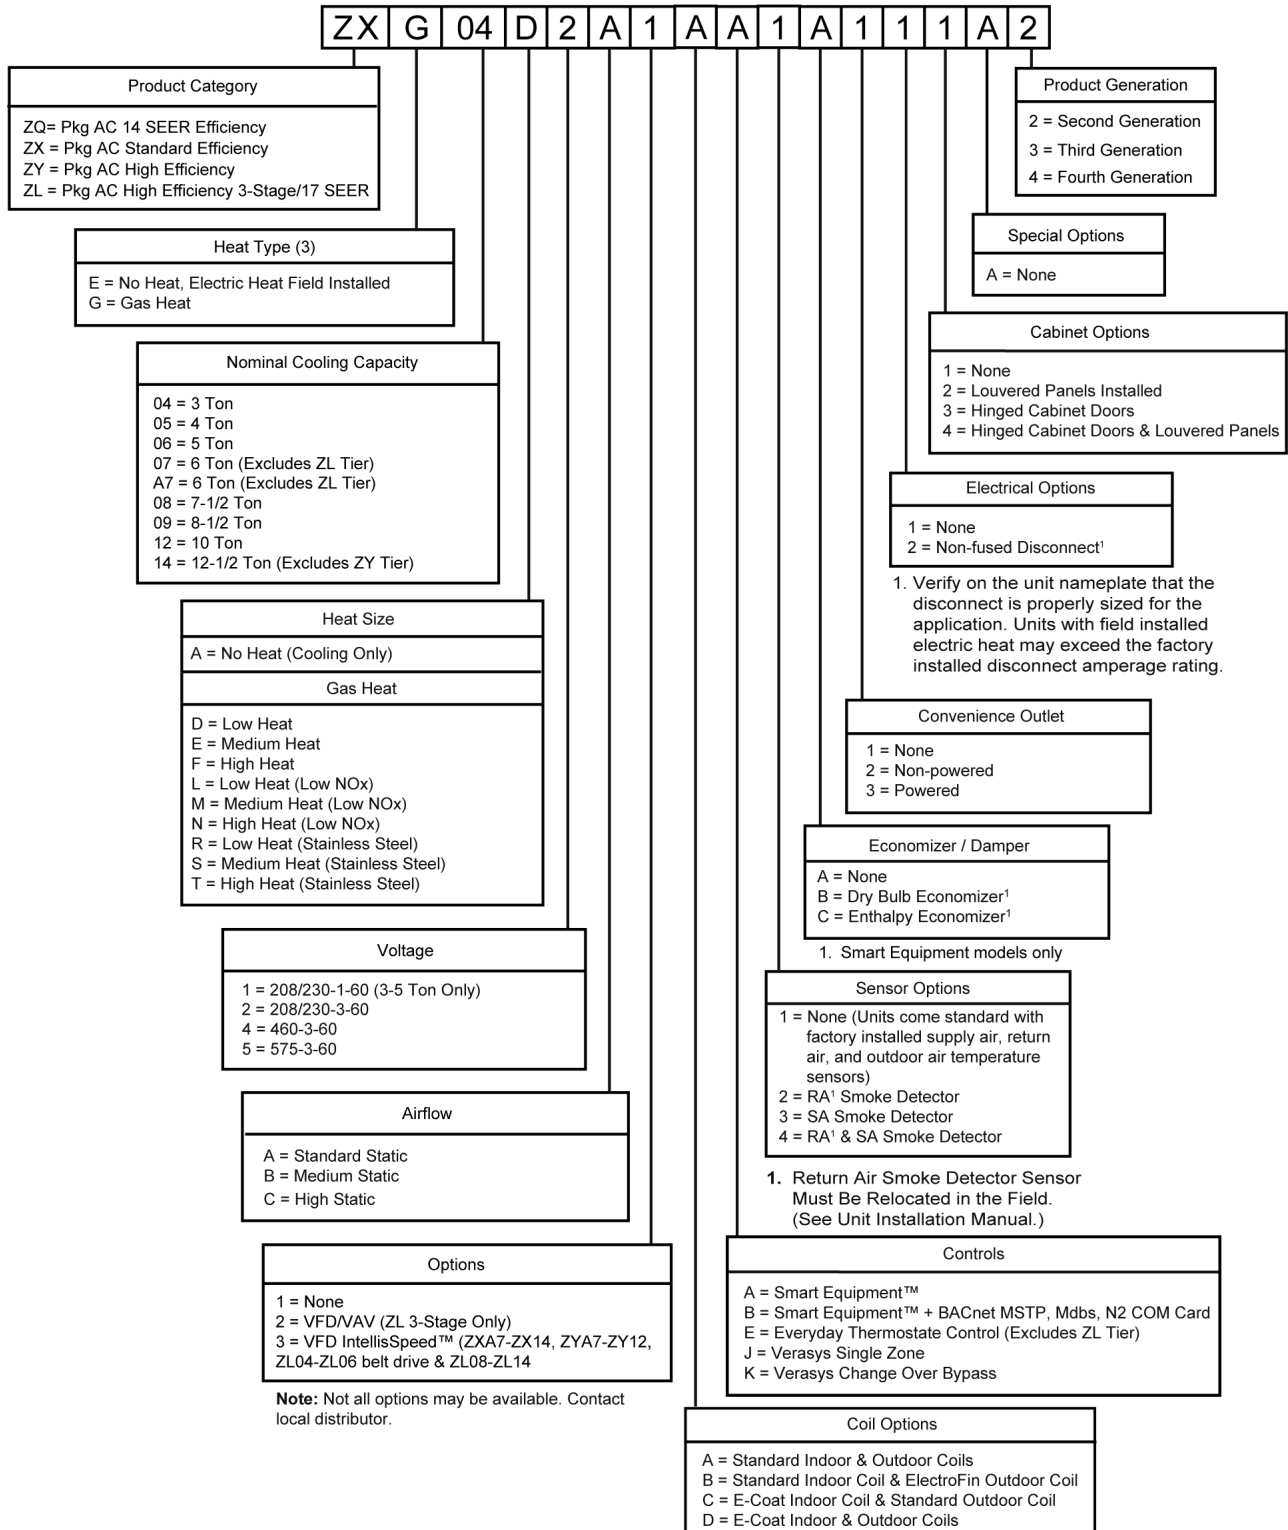 ZX G 04 D 2 A 1 A A 1 A 1 1 1 A 2
Product Category
ZQ= Pkg AC 14 SEER Efficiency
ZX = Pkg AC Standard Efficiency
ZY = Pkg AC High Efficiency
ZL = Pkg AC High Efficiency 3-Stage/17 SEER
Heat Type (3)
E = No Heat, Electric Heat Field Installed
G = Gas Heat
Nominal Cooling Capacity
04 = 3 Ton
05 = 4 Ton
06 = 5 Ton
07 = 6 Ton (Excludes ZL Tier)
A7 = 6 Ton (Excludes ZL Tier)
08 = 7-1/2 Ton
09 = 8-1/2 Ton
12 = 10 Ton
14 = 12-1/2 Ton (Excludes ZY Tier)
Heat Size
A = No Heat (Cooling Only)
Gas Heat
D = Low Heat
E = Medium Heat
F = High Heat
L = Low Heat (Low NOx)
M = Medium Heat (Low NOx)
N = High Heat (Low NOx)
R = Low Heat (Stainless Steel)
S = Medium Heat (Stainless Steel)
T = High Heat (Stainless Steel)
Voltage
1 = 208/230-1-60 (3-5 Ton Only)
2 = 208/230-3-60
4 = 460-3-60
5 = 575-3-60
Airflow
A = Standard Static
B = Medium Static
C = High Static
Options
1 = None
2 = VFD/VAV (ZL 3-Stage Only)
3 = VFD IntellisSpeed™ (ZXA7-ZX14, ZYA7-ZY12,
ZL04-ZL06 belt drive & ZL08-ZL14
Note: Not all options may be available. Contact
local distributor.
Product Generation
2 = Second Generation
3 = Third Generation
4 = Fourth Generation
Special Options
A = None
Cabinet Options
1 = None
2 = Louvered Panels Installed
3 = Hinged Cabinet Doors
4 = Hinged Cabinet Doors & Louvered Panels
Electrical Options
1 = None
2 = Non-fused Disconnect¹
1. Verify on the unit nameplate that the
disconnect is properly sized for the
application. Units with field installed
electric heat may exceed the factory
installed disconnect amperage rating.
Convenience Outlet
1 = None
2 = Non-powered
3 = Powered
Economizer / Damper
A = None
B = Dry Bulb Economizer¹
C = Enthalpy Economizer¹
1. Smart Equipment models only
Sensor Options
1 = None (Units come standard with
factory installed supply air, return
air, and outdoor air temperature
sensors)
2 = RA¹ Smoke Detector
3 = SA Smoke Detector
4 = RA¹ & SA Smoke Detector
1. Return Air Smoke Detector Sensor
Must Be Relocated in the Field.
(See Unit Installation Manual.)
Controls
A = Smart Equipment™
B = Smart Equipment™ + BACnet MSTP, Mdbs, N2 COM Card
E = Everyday Thermostate Control (Excludes ZL Tier)
J = Verasys Single Zone
K = Verasys Change Over Bypass
Coil Options
A = Standard Indoor & Outdoor Coils
B = Standard Indoor Coil & ElectroFin Outdoor Coil
C = E-Coat Indoor Coil & Standard Outdoor Coil
D = E-Coat Indoor & Outdoor Coils